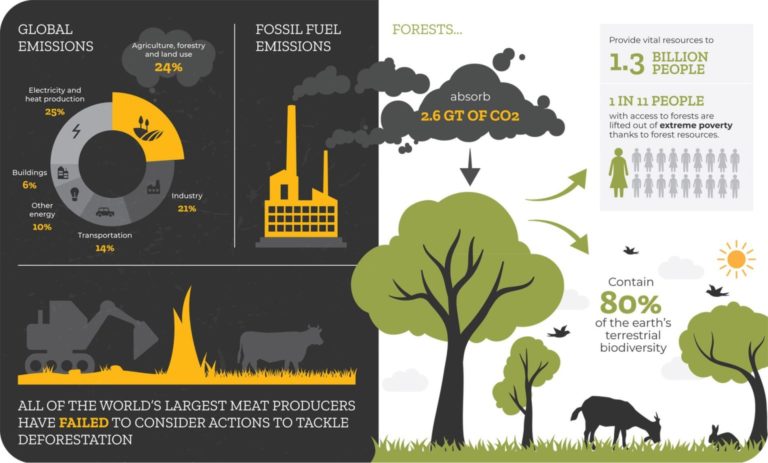 GLOBAL
EMISSIONS
Agriculture, forestry
and land use
24%
Electricity and
heat production
25%
Buildings
6%
Other
energy
10%
Transportation
14%
Industry
21%
FOSSIL FUEL
EMISSIONS
ALL OF THE WORLD'S LARGEST MEAT PRODUCERS
HAVE FAILED TO CONSIDER ACTIONS TO TACKLE
DEFORESTATION
FORESTS...
absorb
2.6 GT OF CO2
Provide vital resources to
1.3 BILLION
PEOPLE
1 IN 11 PEOPLE
with access to forests are
lifted out of extreme poverty
thanks to forest resources.
Contain
80%
of the earth's
terrestrial
biodiversity